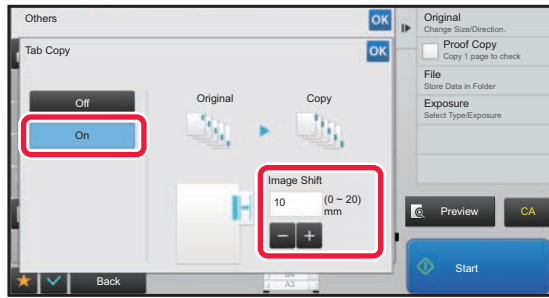 Others
OK
Tab Copy
OK
Off
On
Original
Copy
Image Shift
10
(0 ~ 20)
mm
Back
B4
A3
Original
Change Size/Direction.
Proof Copy
Copy 1 page to check
File
Store Data in Folder
Exposure
Select Type/Exposure
Preview
CA
Start